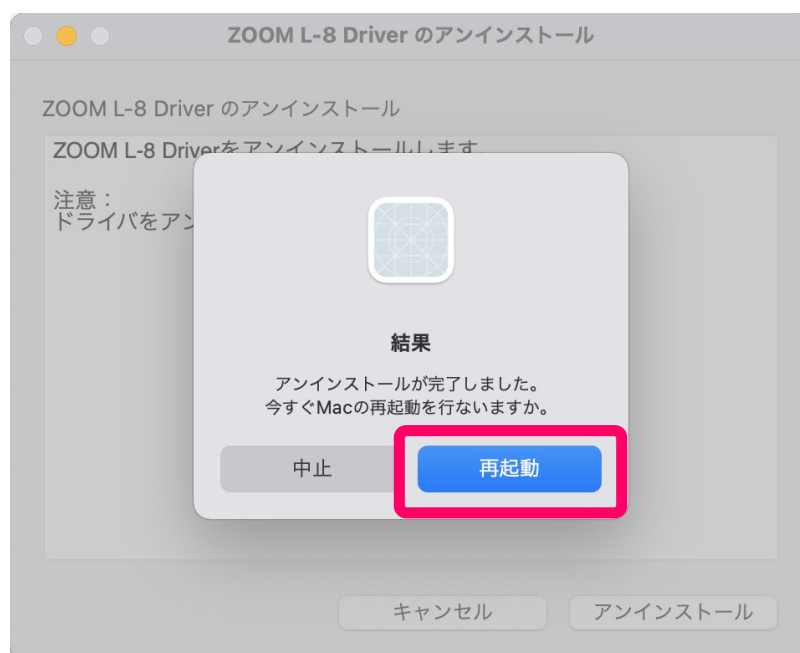 ZOOM L-8 Driver のアンインストール
ZOOM L-8 Driver のアンインストール
ZOOM L-8 Driverをアンインストールします
注意：
ドライバをアン
結果
アンインストールが完了しました。
今すぐMacの再起動を行ないますか。
中止
再起動
キャンセル
アンインストール